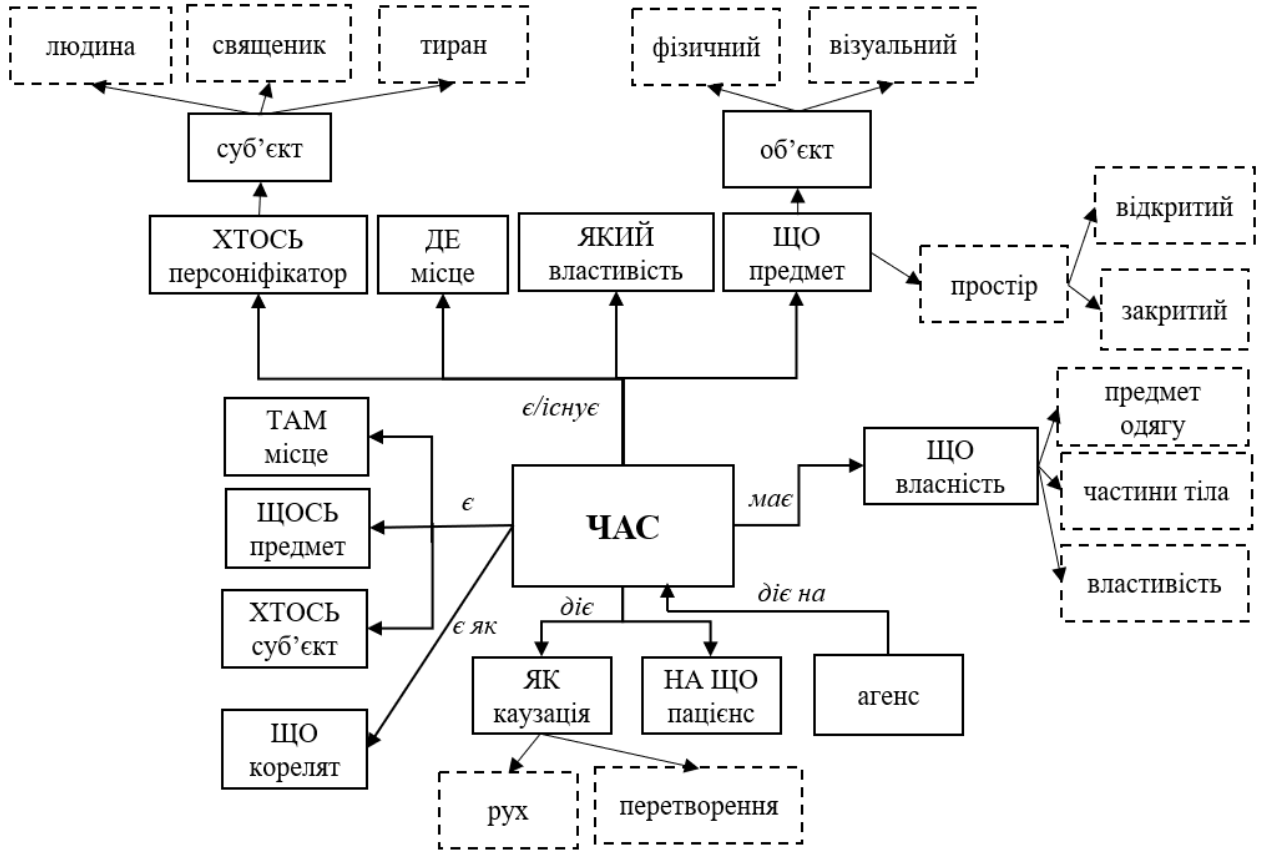 людина
священик
тиран
фізичний
візуальний
суб’єкт
об’єкт
ХТОСЬ
персоніфікатор
ДЕ
місце
ЯКИЙ
властивість
ЩО
предмет
відкритий
простір
закритий
є/існує
ТАМ
місце
предмет
одягу
ЩО
власність
є
має
ЩОСЬ
предмет
ЧАС
частини тіла
діє
діє на
властивість
ХТОСЬ
суб’єкт
є як
ЯК
каузація
НА ЩО
пацієнс
агенс
ЩО
корелят
рух
перетворення